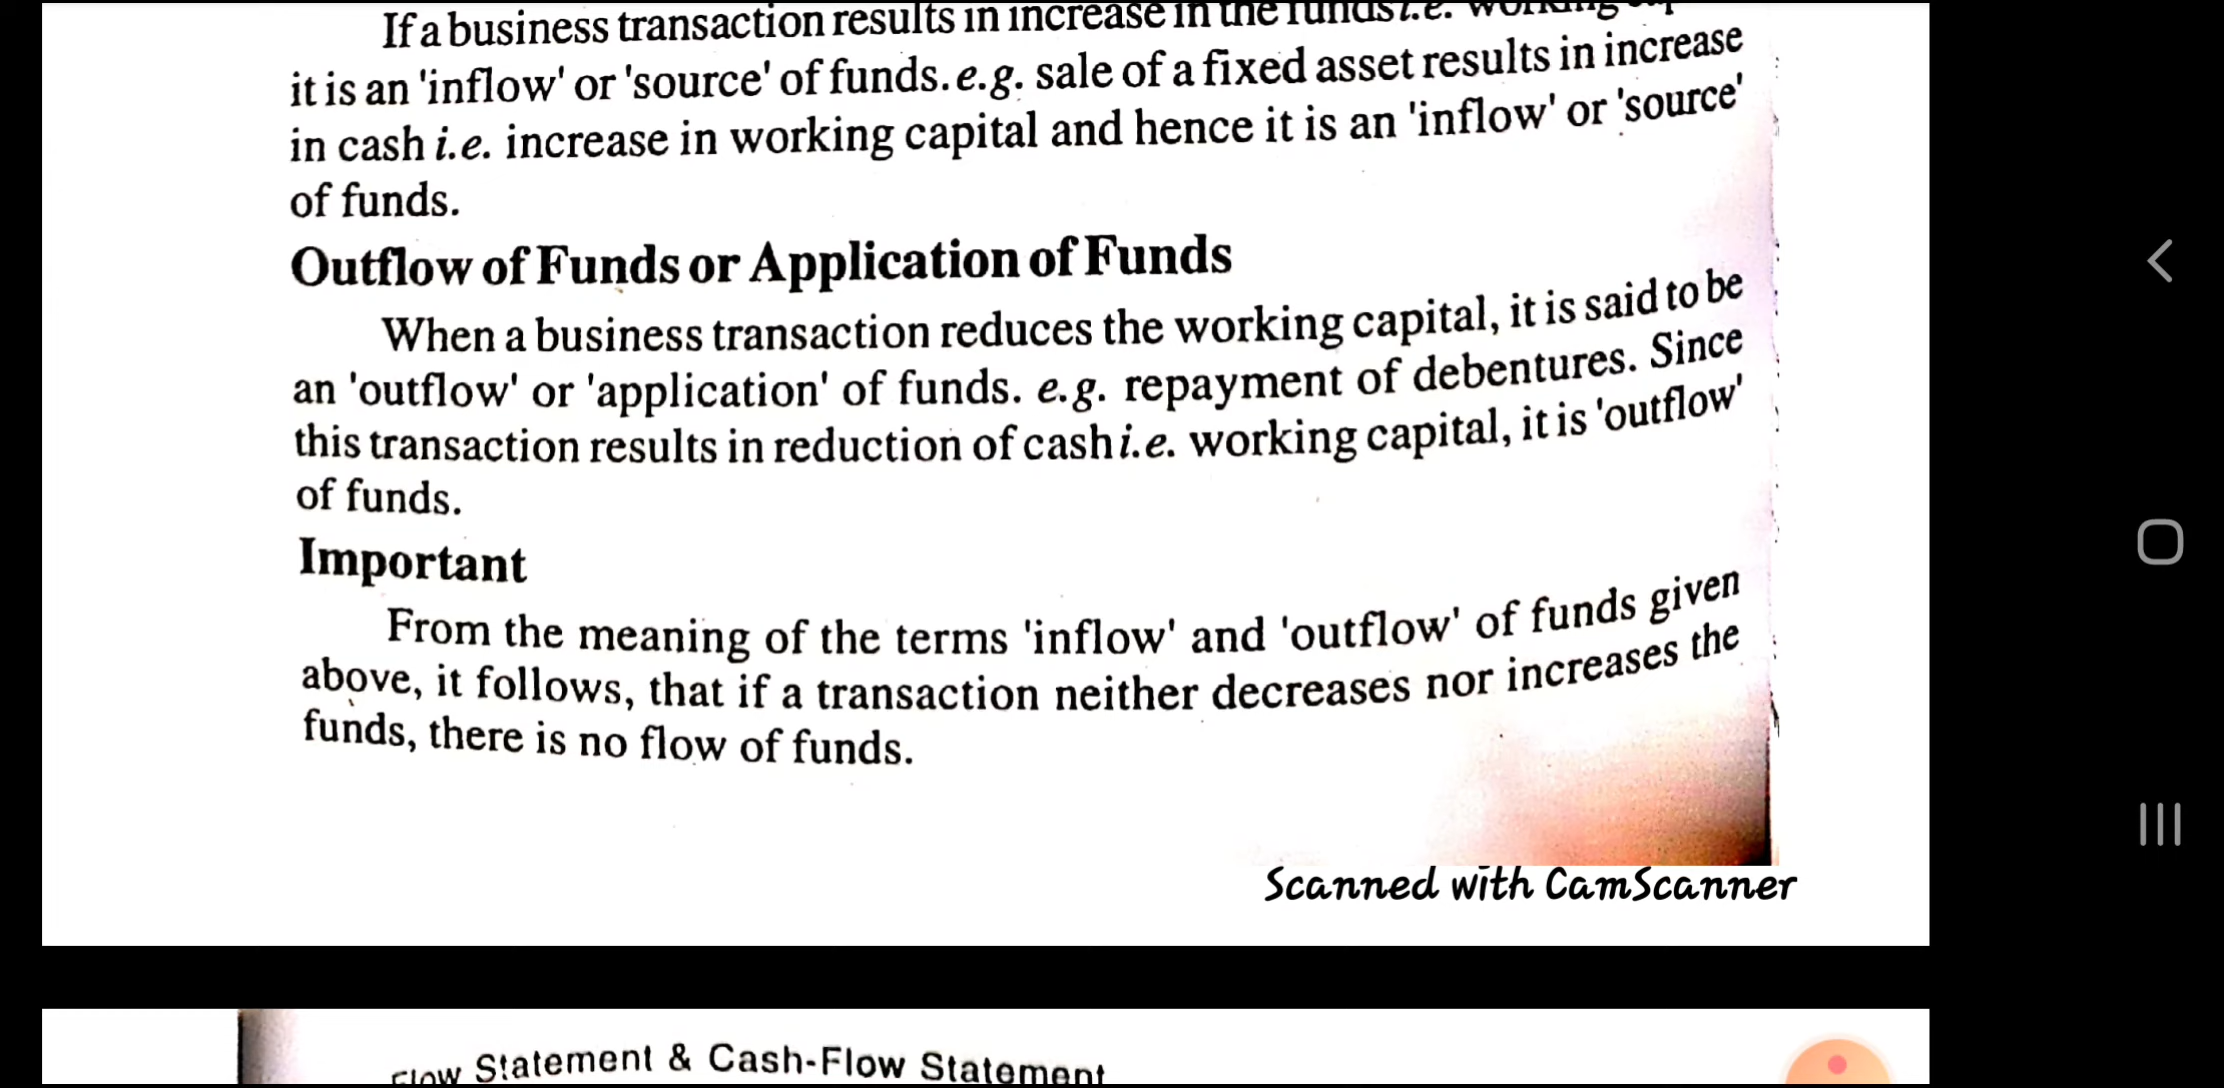 If a business transaction results in increase in the funds i.e. working
it is an 'inflow' or 'source' of funds. e.g. sale of a fixed asset results in increase
in cash i.e. increase in working capital and hence it is an 'inflow' or 'source'
of funds.
Outflow of Funds or Application of Funds
When a business transaction reduces the working capital, it is said to be
an 'outflow' or 'application' of funds. e.g. repayment of debentures. Since
this transaction results in reduction of cash i.e. working capital, it is 'outflow'
of funds.
Important
From the meaning of the terms 'inflow' and 'outflow' of funds given
above, it follows, that if a transaction neither decreases nor increases the
funds, there is no flow of funds.
Scanned with CamScanner
Flow Statement & Cash-Flow Statement